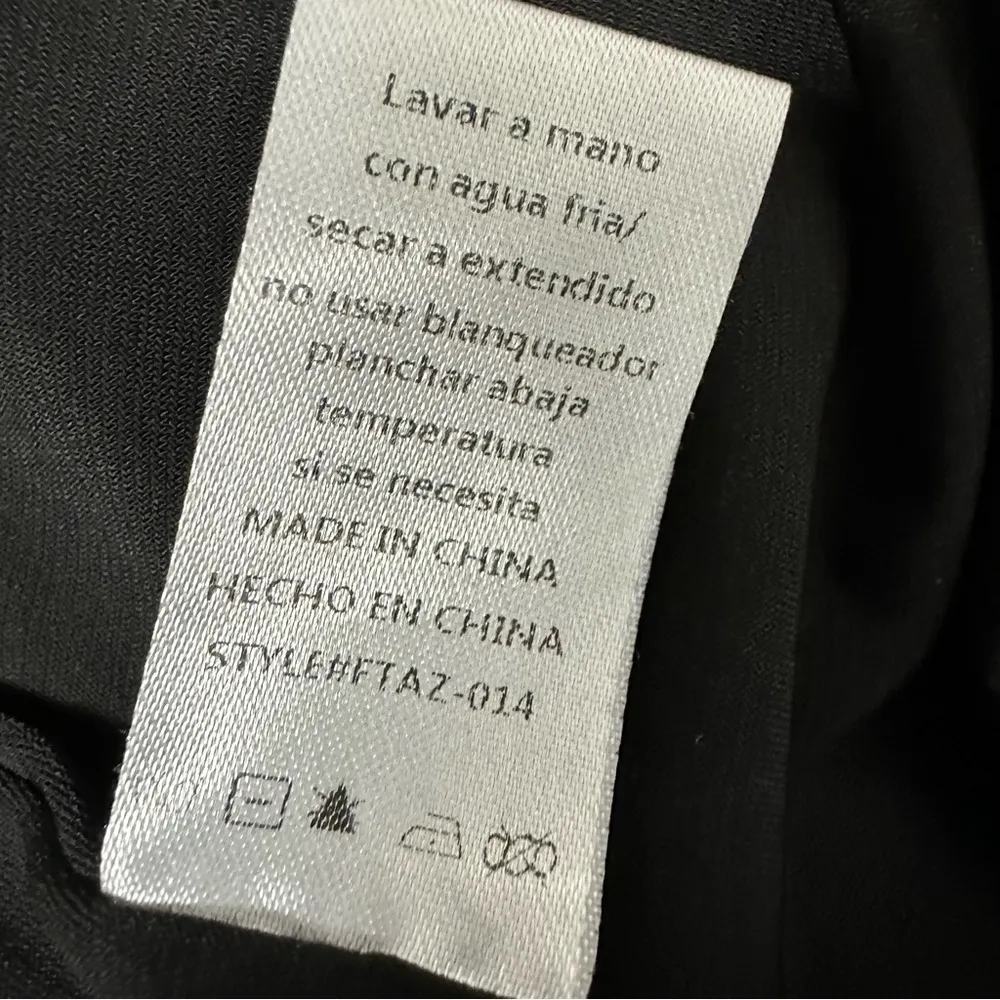 Lavar a mano
con agua fria/
secar a extendido
no usar blanqueador
planchar abaja
temperatura
si se necesita
MADE IN CHINA
HECHO EN CHINA
STYLE#FTAZ-014